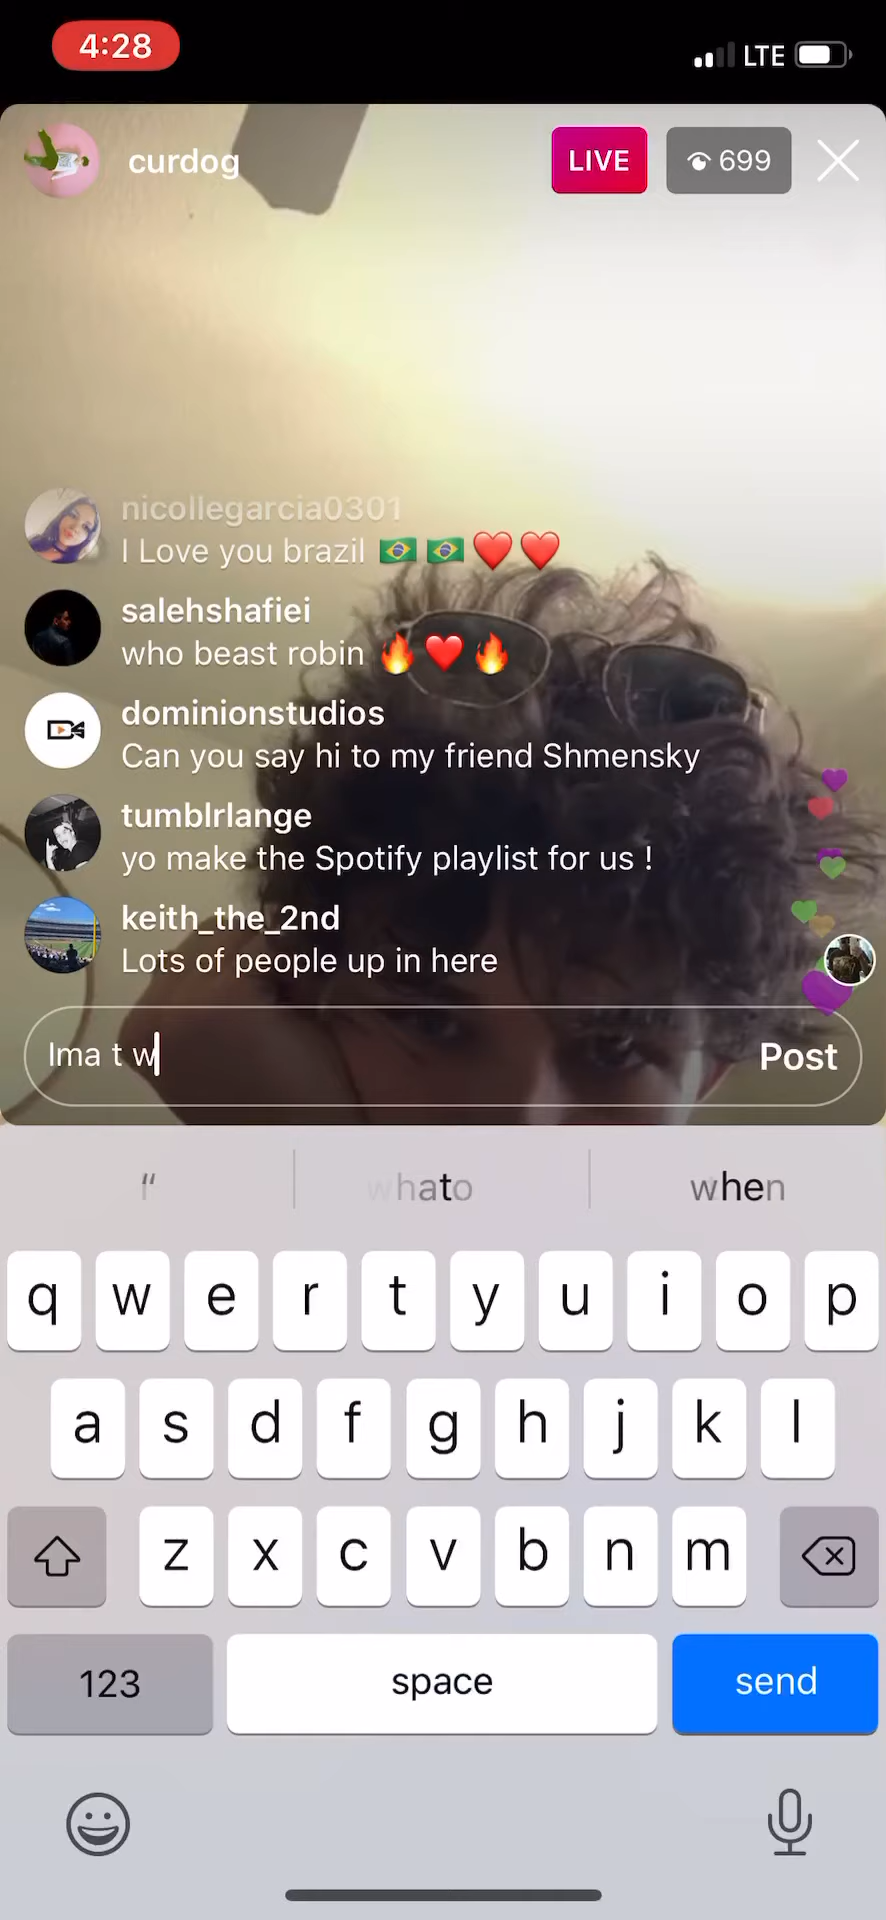 4:28
LTE
curdog
LIVE
699
nicollegarcia0301
I Love you brazil 🇧🇷 🇧🇷 ❤️ ❤️
salehshafiei
who beast robin 🔥 ❤️ 🔥
dominionstudios
Can you say hi to my friend Shmensky
tumblrlange
yo make the Spotify playlist for us !
keith_the_2nd
Lots of people up in here
Ima t w
Post
when
q w e r t y u i o p
a s d f g h j k l
z x c v b n m
123
space
send